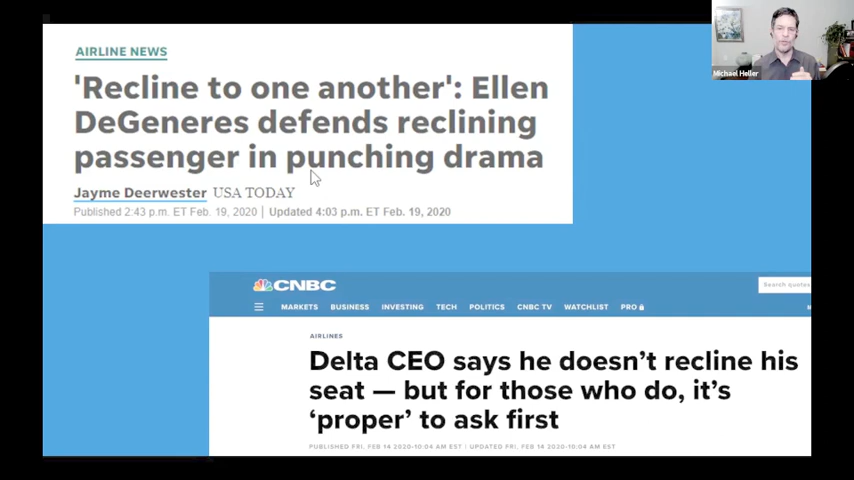 AIRLINE NEWS
'Recline to one another': Ellen
DeGeneres defends reclining
passenger in punching drama
Jayme Deerwester USA TODAY
Published 2:43 p.m. ET Feb. 19, 2020 | Updated 4:03 p.m. ET Feb. 19, 2020
Michael Heller
CNBC
Search quotes
MARKETS BUSINESS INVESTING TECH POLITICS CNBC TV WATCHLIST PRO
AIRLINES
Delta CEO says he doesn't recline his
seat — but for those who do, it's
'proper' to ask first
PUBLISHED FRI, FEB 14 2020•10:04 AM EST | UPDATED FRI, FEB 14 2020•10:04 AM EST